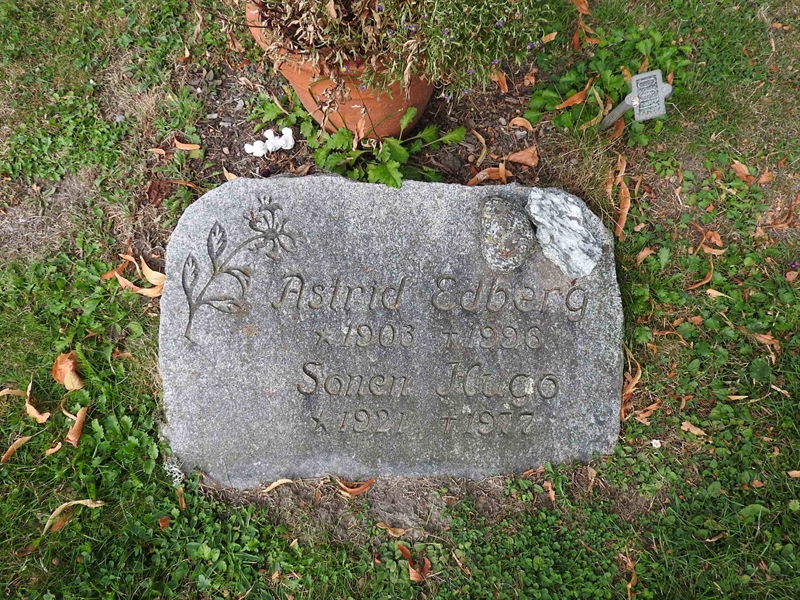 Astrid Edberg
*1903 †1996
Sonen Hugo
*1921 †1977